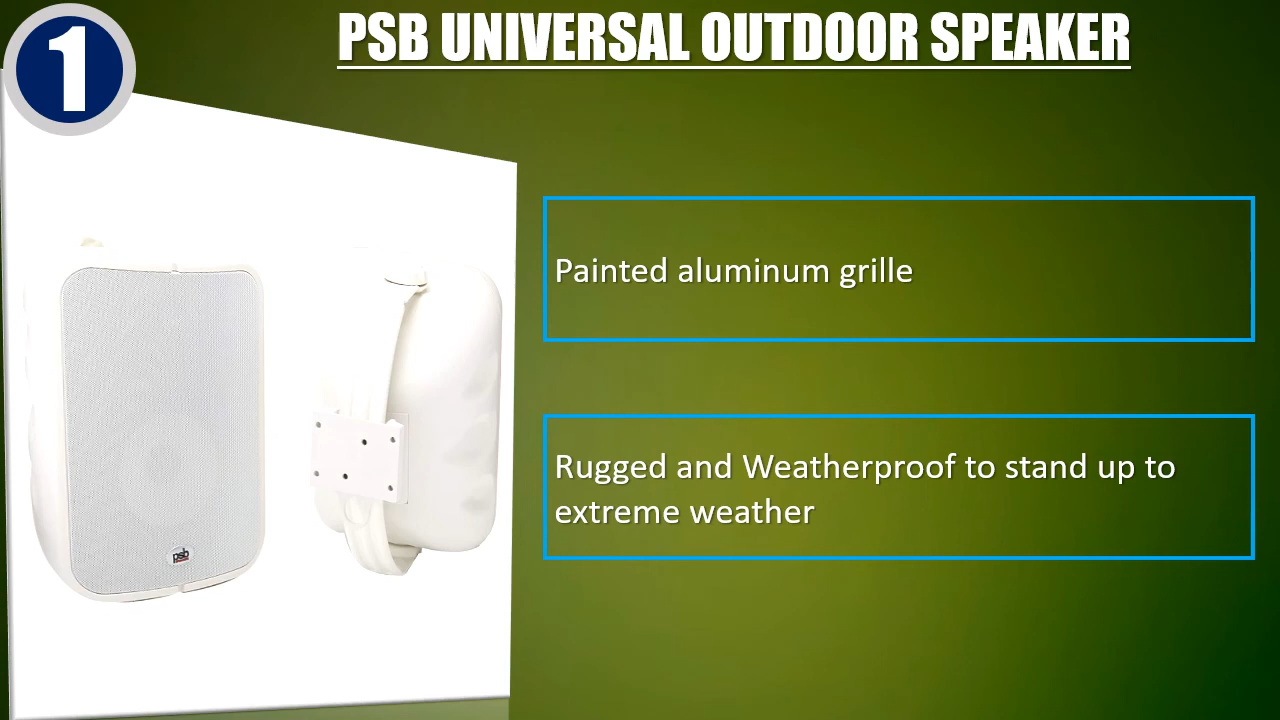 1
PSB UNIVERSAL OUTDOOR SPEAKER
Painted aluminum grille
Rugged and Weatherproof to stand up to
extreme weather
psb